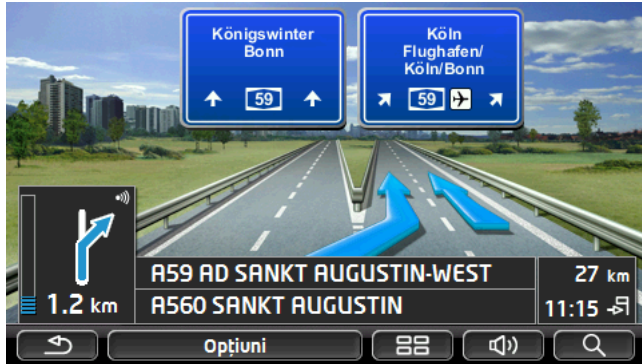 Königswinter
Bonn
59
Köln
Flughafen/
Köln/Bonn
59
1.2 km
A59 AD SANKT AUGUSTIN-WEST
A560 SANKT AUGUSTIN
27 km
11:15
Opțiuni